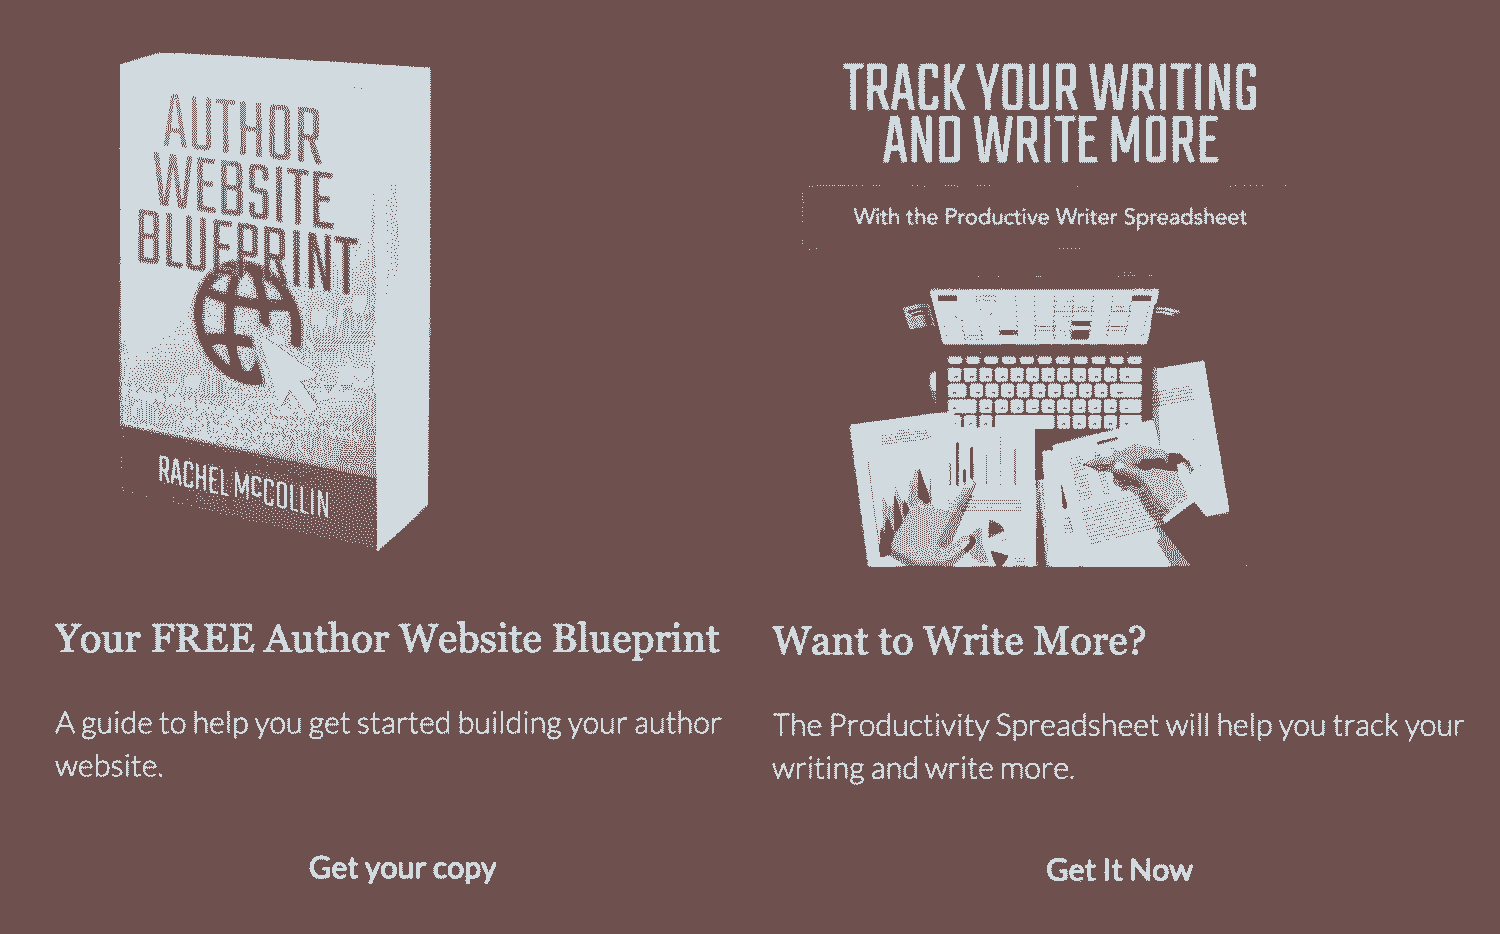 AUTHOR
WEBSITE
BLUEPRINT
RACHEL MCCOLLIN
Your FREE Author Website Blueprint
A guide to help you get started building your author
website.
Get your copy
TRACK YOUR WRITING
AND WRITE MORE
With the Productive Writer Spreadsheet
Want to Write More?
The Productivity Spreadsheet will help you track your
writing and write more.
Get It Now